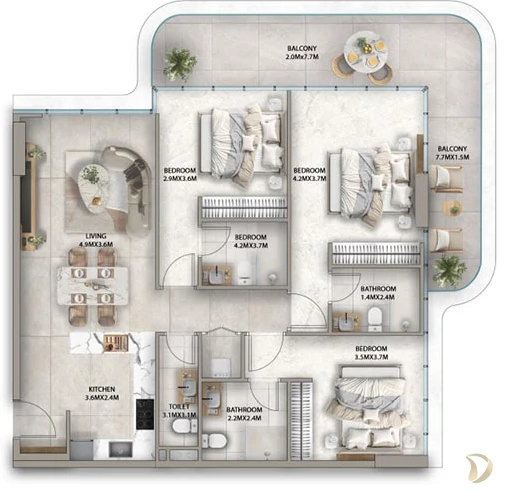 BALCONY
2.0Mx7.7M
BALCONY
7.7MX1.5M
BEDROOM
2.9MX3.6M
BEDROOM
4.2MX3.7M
LIVING
4.9MX3.6M
BEDROOM
4.2MX3.7M
BATHROOM
1.4MX2.4M
BEDROOM
3.5MX3.7M
KITCHEN
3.6MX2.4M
TOILET
3.1MX1.1M
BATHROOM
2.2MX2.4M